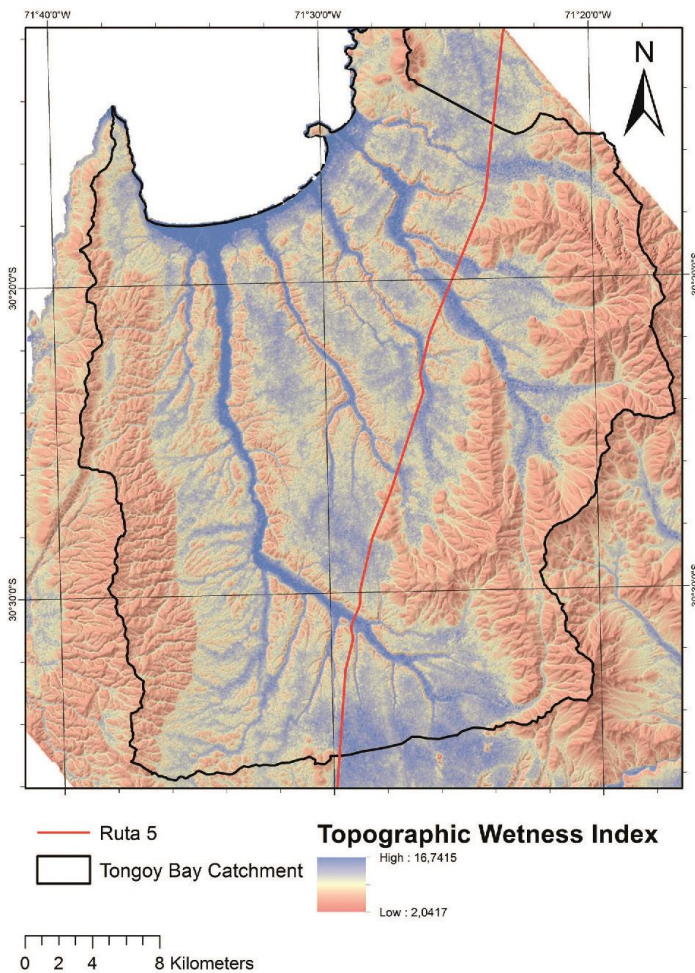 71°40'0"W 71°30'0"W 71°20'0"W
N
30°20'0"S
30°30'0"S
Ruta 5
Tongoy Bay Catchment
Topographic Wetness Index
High : 16,7415
Low : 2,0417
0 2 4 8 Kilometers